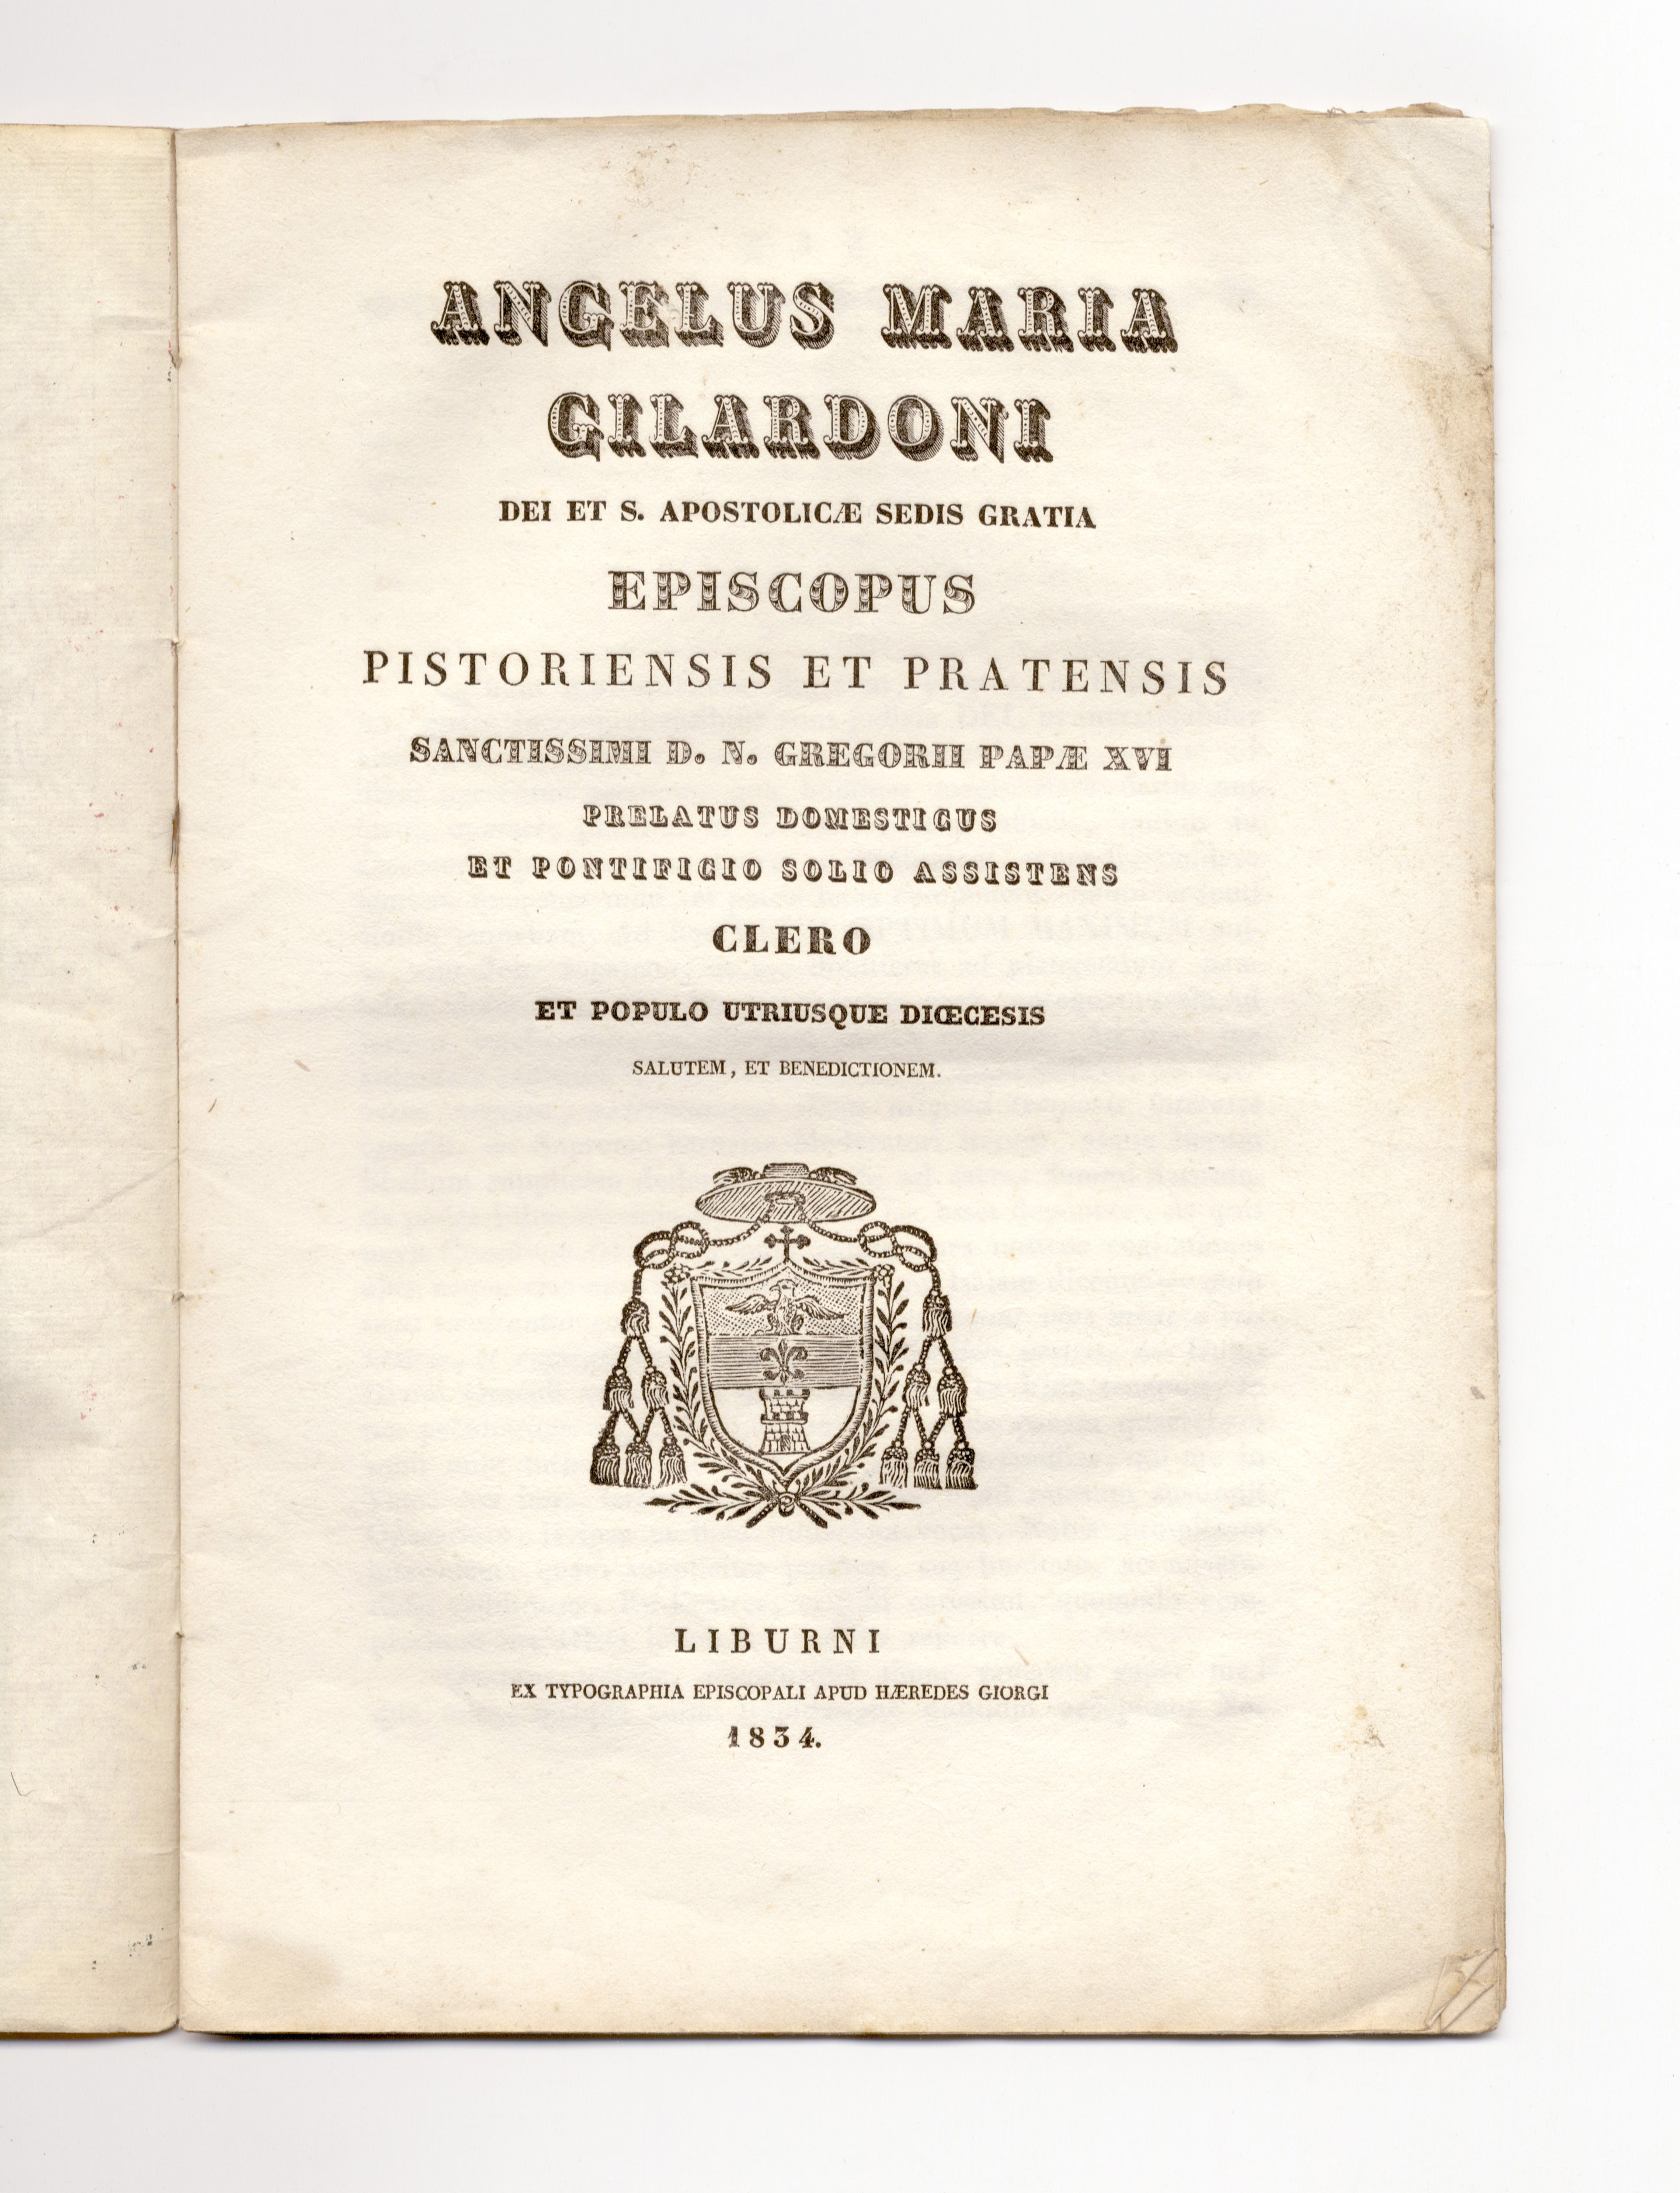 ANGELUS MARIA
GILARDONI
DEI ET S. APOSTOLICÆ SEDIS GRATIA
EPISCOPUS
PISTORIENSIS ET PRATENSIS
SANCTISSIMI D. N. GREGORII PAPÆ XVI
PRELATUS DOMESTICUS
ET PONTIFICIO SOLIO ASSISTENS
CLERO
ET POPULO UTRIUSQUE DIŒCESIS
SALUTEM, ET BENEDICTIONEM.
LIBURNI
EX TYPOGRAPHIA EPISCOPALI APUD HÆREDES GIORGI
1834.